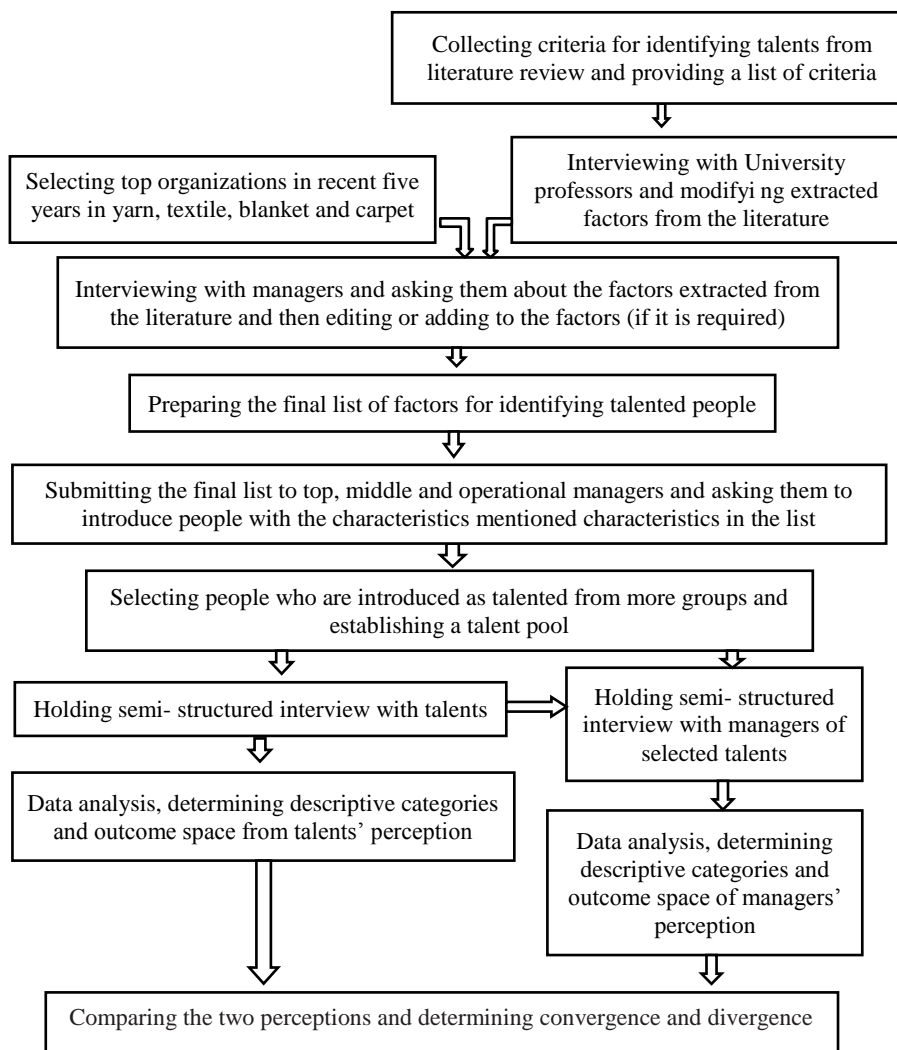 Collecting criteria for identifying talents from
literature review and providing a list of criteria
Selecting top organizations in recent five
years in yarn, textile, blanket and carpet
Interviewing with University
professors and modifyi ng extracted
factors from the literature
Interviewing with managers and asking them about the factors extracted from
the literature and then editing or adding to the factors (if it is required)
Preparing the final list of factors for identifying talented people
Submitting the final list to top, middle and operational managers and asking them to
introduce people with the characteristics mentioned characteristics in the list
Selecting people who are introduced as talented from more groups and
establishing a talent pool
Holding semi- structured interview with talents
Holding semi- structured
interview with managers of
selected talents
Data analysis, determining descriptive categories
and outcome space from talents’ perception
Data analysis, determining
descriptive categories and
outcome space of managers’
perception
Comparing the two perceptions and determining convergence and divergence